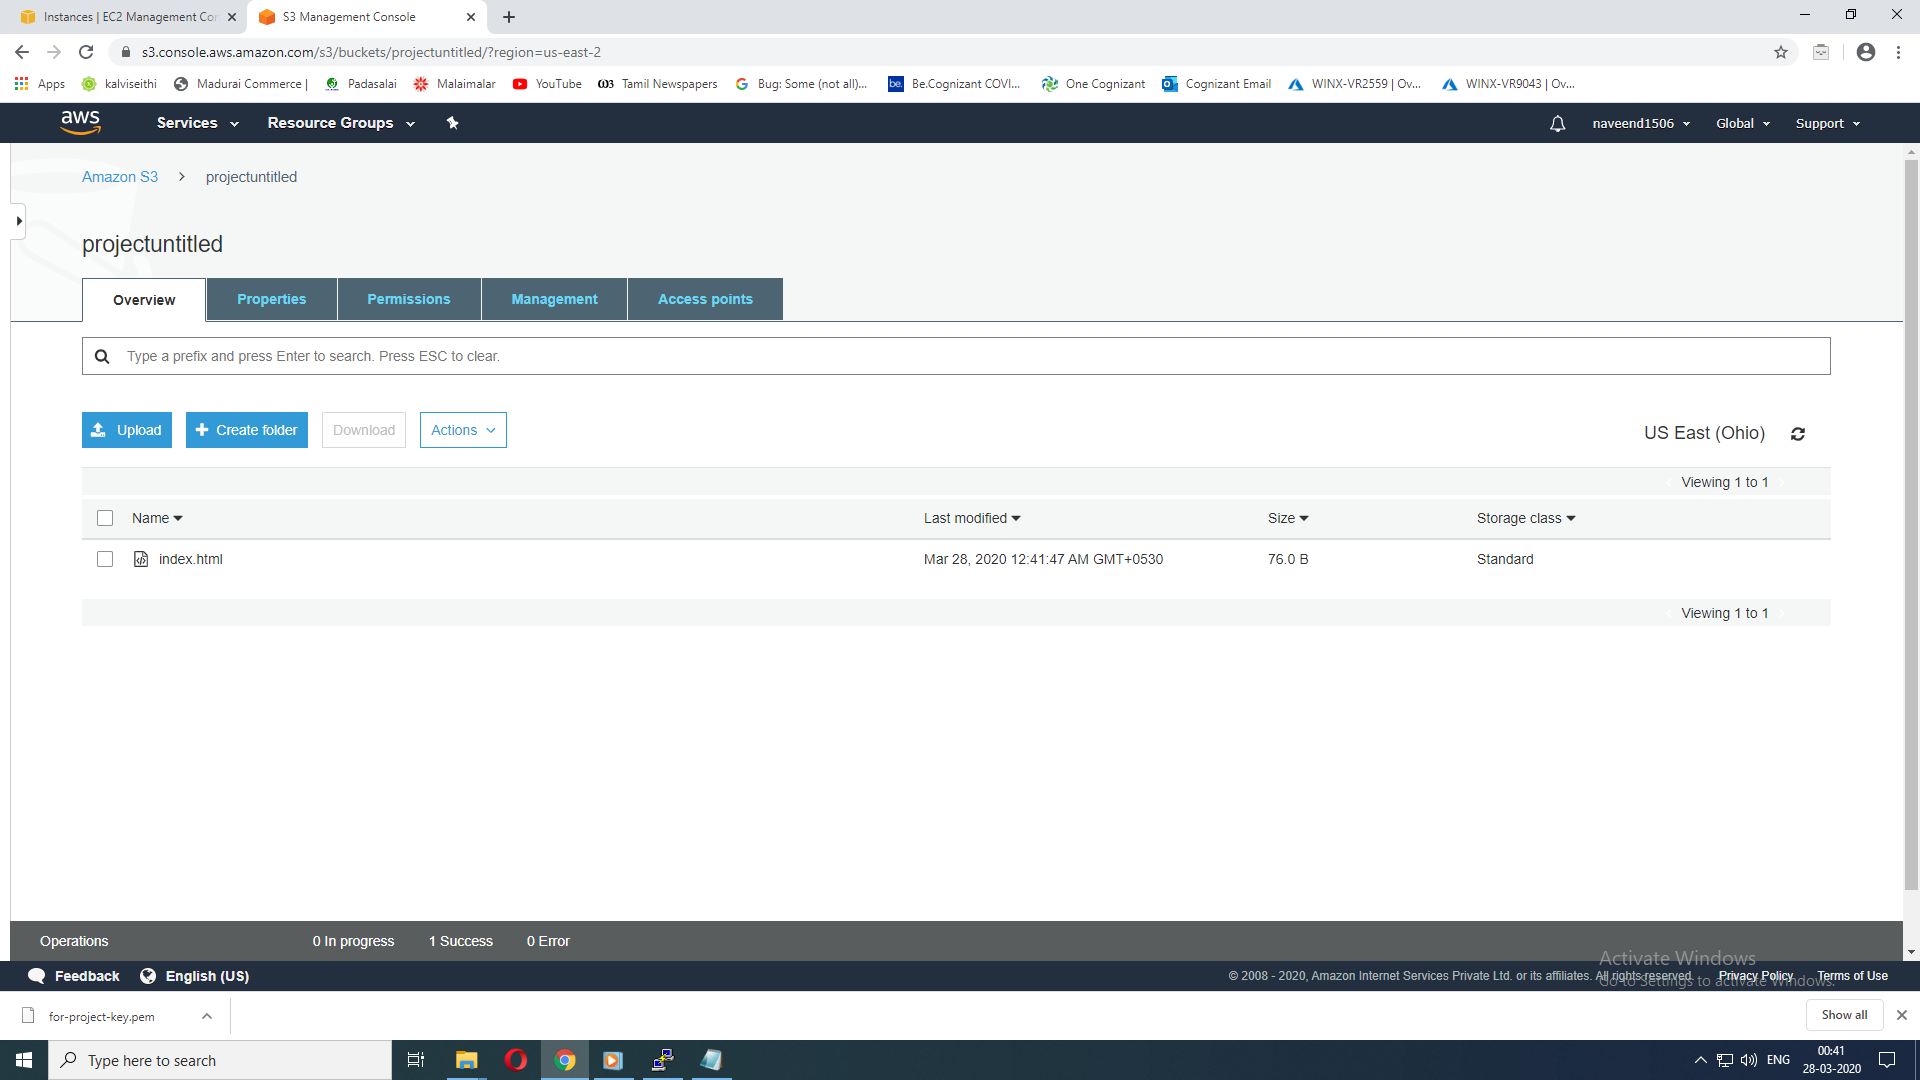 Instances | EC2 Management Con
S3 Management Console
s3.console.aws.amazon.com/s3/buckets/projectuntitled/?region=us-east-2
Apps kalviseithi Madurai Commerce | Padasalai Malaimalar YouTube Tamil Newspapers Bug: Some (not all)... be. Be.Cognizant COVI... One Cognizant Cognizant Email WINX-VR2559 | Ov... WINX-VR9043 | Ov...
aws Services Resource Groups naveend1506 Global Support
Amazon S3 > projectuntitled
projectuntitled
Overview Properties Permissions Management Access points
Type a prefix and press Enter to search. Press ESC to clear.
Upload + Create folder Download Actions US East (Ohio)
Viewing 1 to 1
Name Last modified Size Storage class
index.html Mar 28, 2020 12:41:47 AM GMT+0530 76.0 B Standard
Viewing 1 to 1
Operations 0 In progress 1 Success 0 Error
Activate Windows
Go to Settings to activate Windows.
Feedback English (US) © 2008 - 2020, Amazon Internet Services Private Ltd. or its affiliates. All rights reserved. Privacy Policy Terms of Use
for-project-key.pem Show all
Type here to search ENG 00:41
28-03-2020